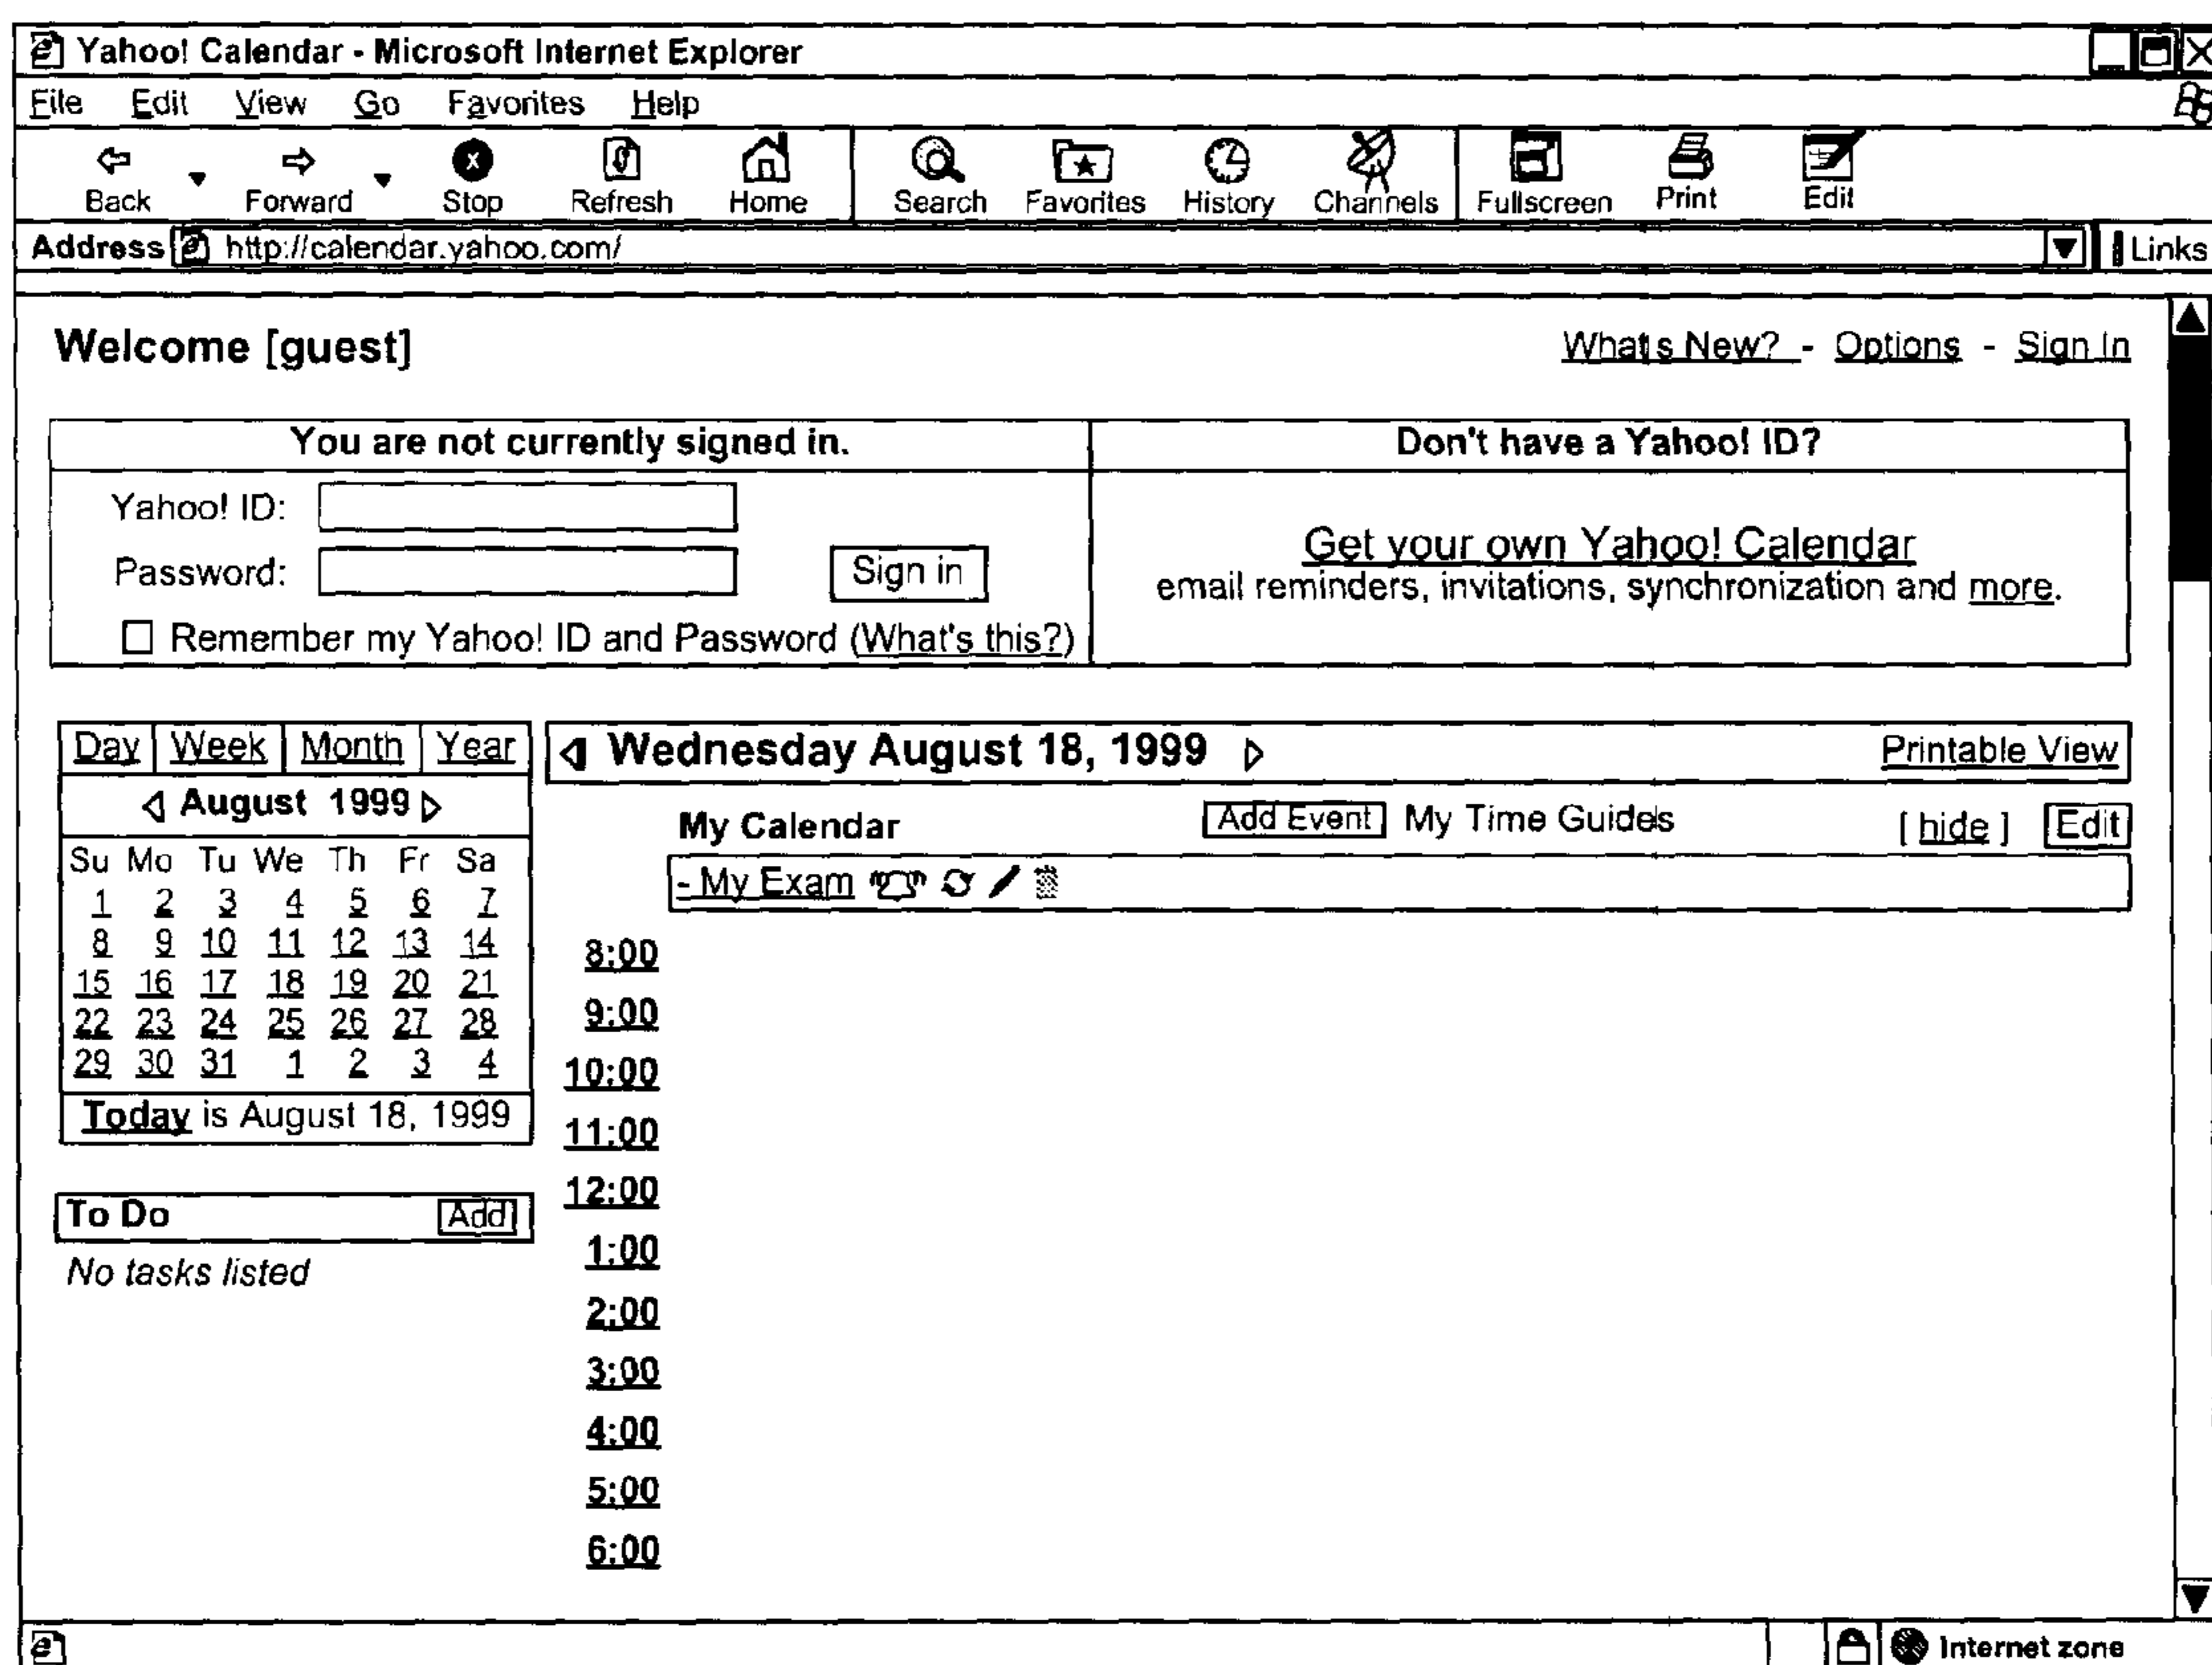 Yahoo! Calendar - Microsoft Internet Explorer
File Edit View Go Favorites Help
Back Forward Stop Refresh Home Search Favorites History Channels Fullscreen Print Edit
Address http://calendar.yahoo.com/ Links
Welcome [guest] What's New? - Options - Sign In
You are not currently signed in. Don't have a Yahoo! ID?
Yahoo! ID:
Get your own Yahoo! Calendar
Password: Sign in
email reminders, invitations, synchronization and more.
Remember my Yahoo! ID and Password (What's this?)
Day Week Month Year Wednesday August 18, 1999 Printable View
August 1999
My Calendar Add Event My Time Guides [ hide ] Edit
Su Mo Tu We Th Fr Sa
- My Exam
1 2 3 4 5 6 7
8 9 10 11 12 13 14
15 16 17 18 19 20 21
22 23 24 25 26 27 28
29 30 31 1 2 3 4
Today is August 18, 1999
To Do Add
No tasks listed
8:00
9:00
10:00
11:00
12:00
1:00
2:00
3:00
4:00
5:00
6:00
Internet zone